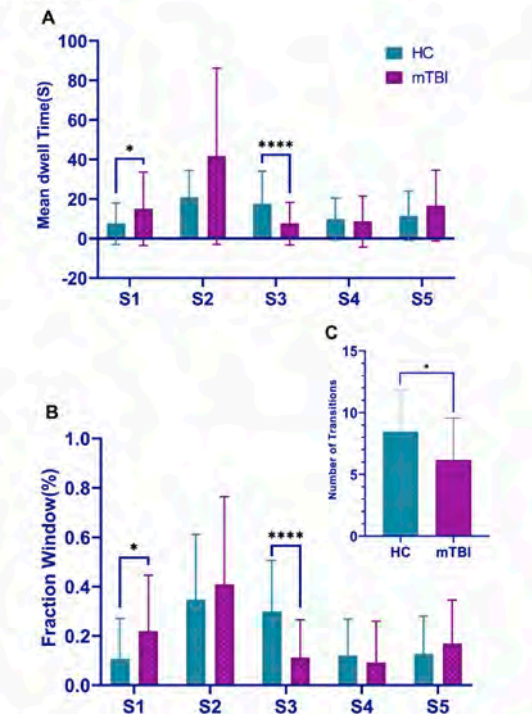 A
Mean dwell Time(S)
100
80
60
40
20
0
-20
HC
mTBI
*
****
S1 S2 S3 S4 S5
C
Number of Transitions
15
10
5
0
*
HC mTBI
B
Fraction Window(%)
1.0
0.8
0.6
0.4
0.2
0.0
*
****
S1 S2 S3 S4 S5